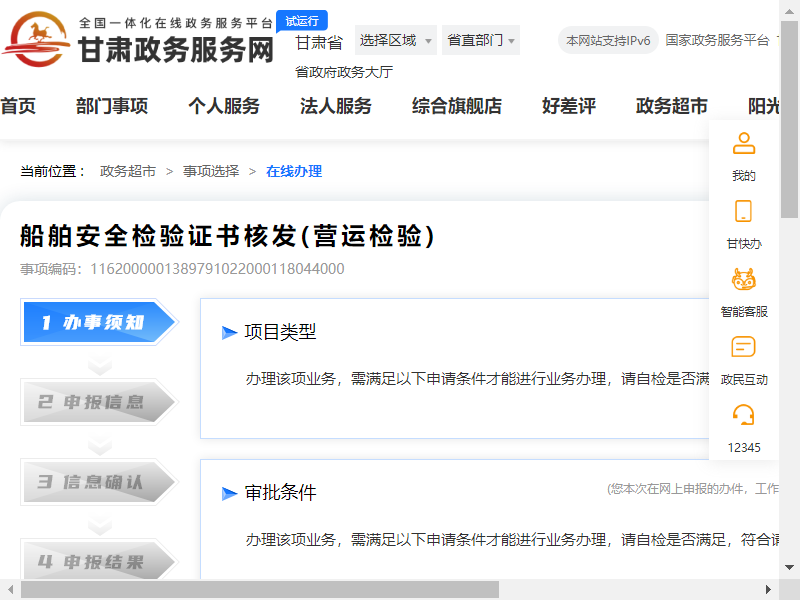 全国一体化在线政务服务平台
试运行
甘肃政务服务网
甘肃省
选择区域
省直部门
本网站支持IPv6
国家政务服务平台
省政府政务大厅
首页
部门事项
个人服务
法人服务
综合旗舰店
好差评
政务超市
阳光
当前位置：
政务超市 > 事项选择 > 在线办理
我的
甘快办
智能客服
政民互动
12345
船舶安全检验证书核发(营运检验)
事项编码：11620000013897910220001180​44000
1 办事须知
2 申报信息
3 信息确认
4 申报结果
项目类型
办理该项业务，需满足以下申请条件才能进行业务办理，请自检是否满
审批条件
(您本次在网上申报的办件，工作
办理该项业务，需满足以下申请条件才能进行业务办理，请自检是否满足，符合请